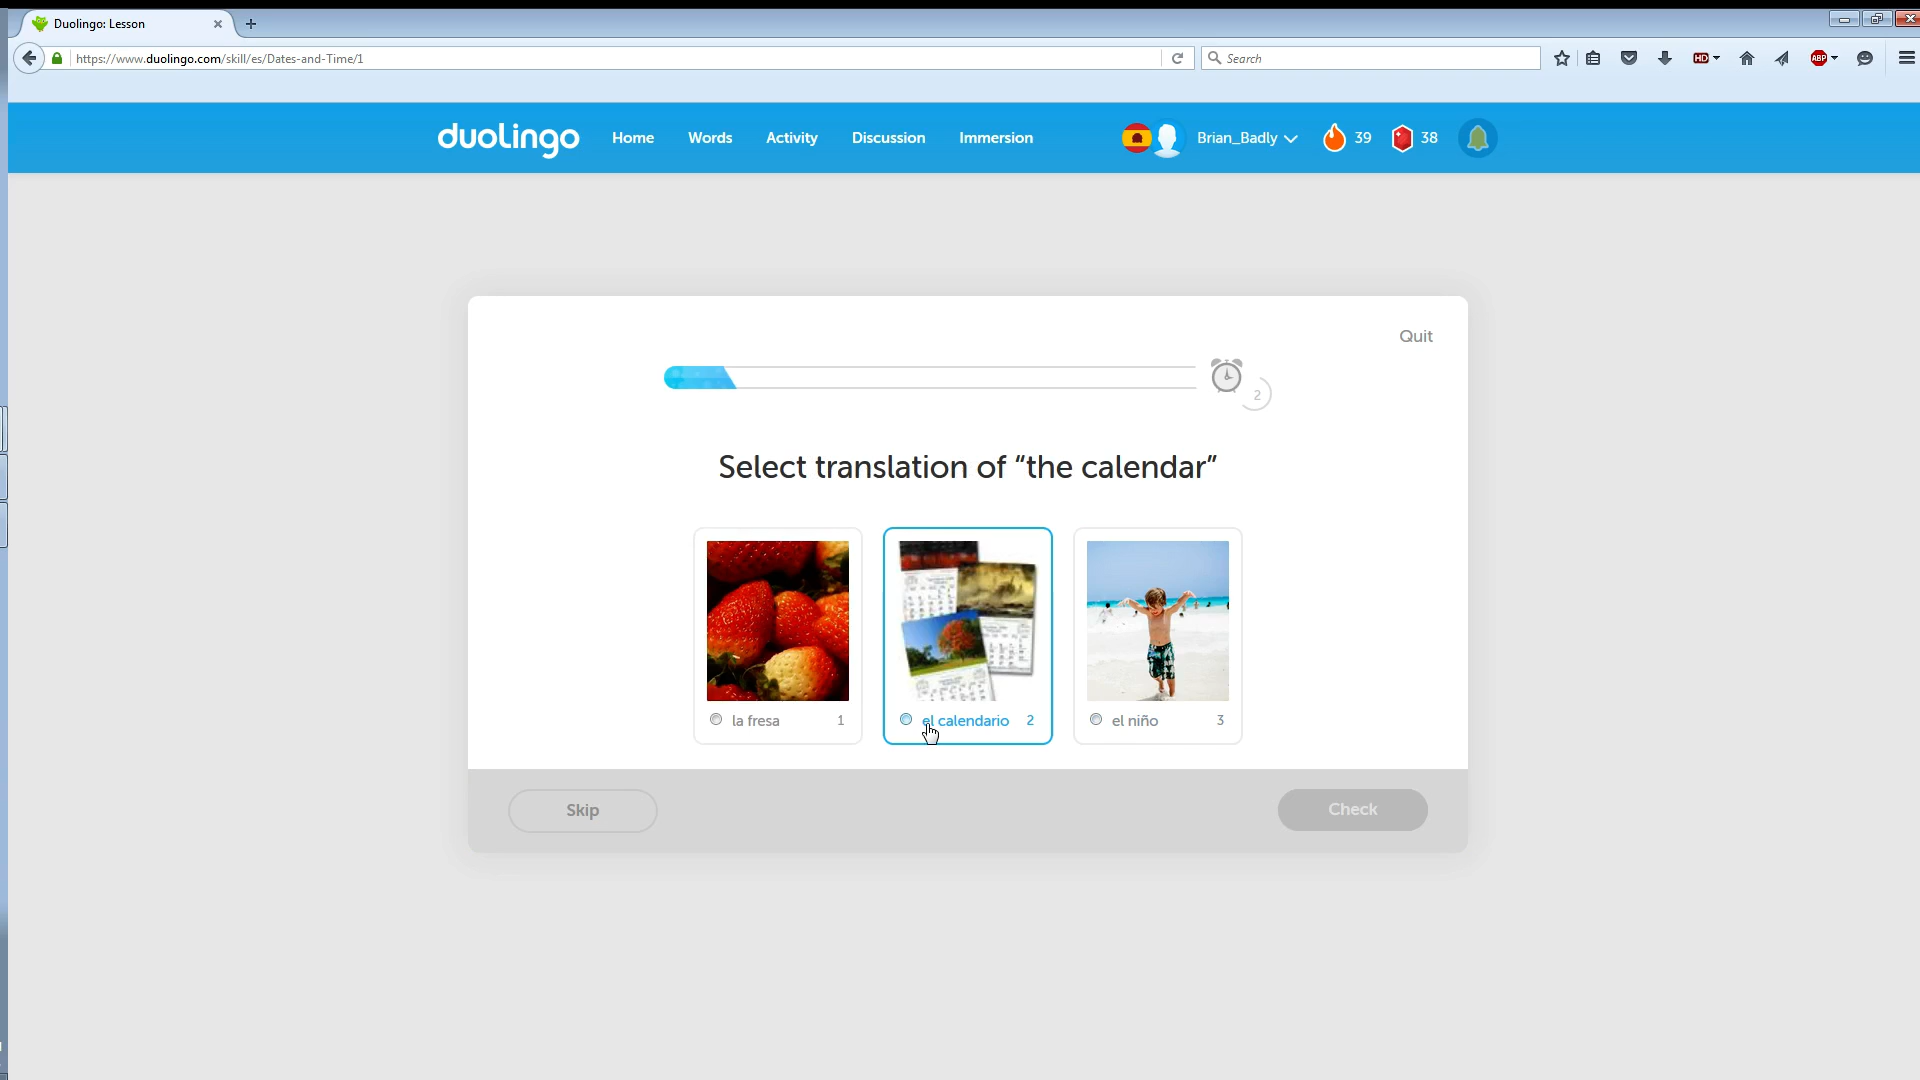 Duolingo: Lesson
https://www.duolingo.com/skill/es/Dates-and-Time/1
Search
HD
ABP
duolingo
Home
Words
Activity
Discussion
Immersion
Brian_Badly
39
38
Quit
2
Select translation of “the calendar”
la fresa 1
el calendario 2
el niño 3
Skip
Check